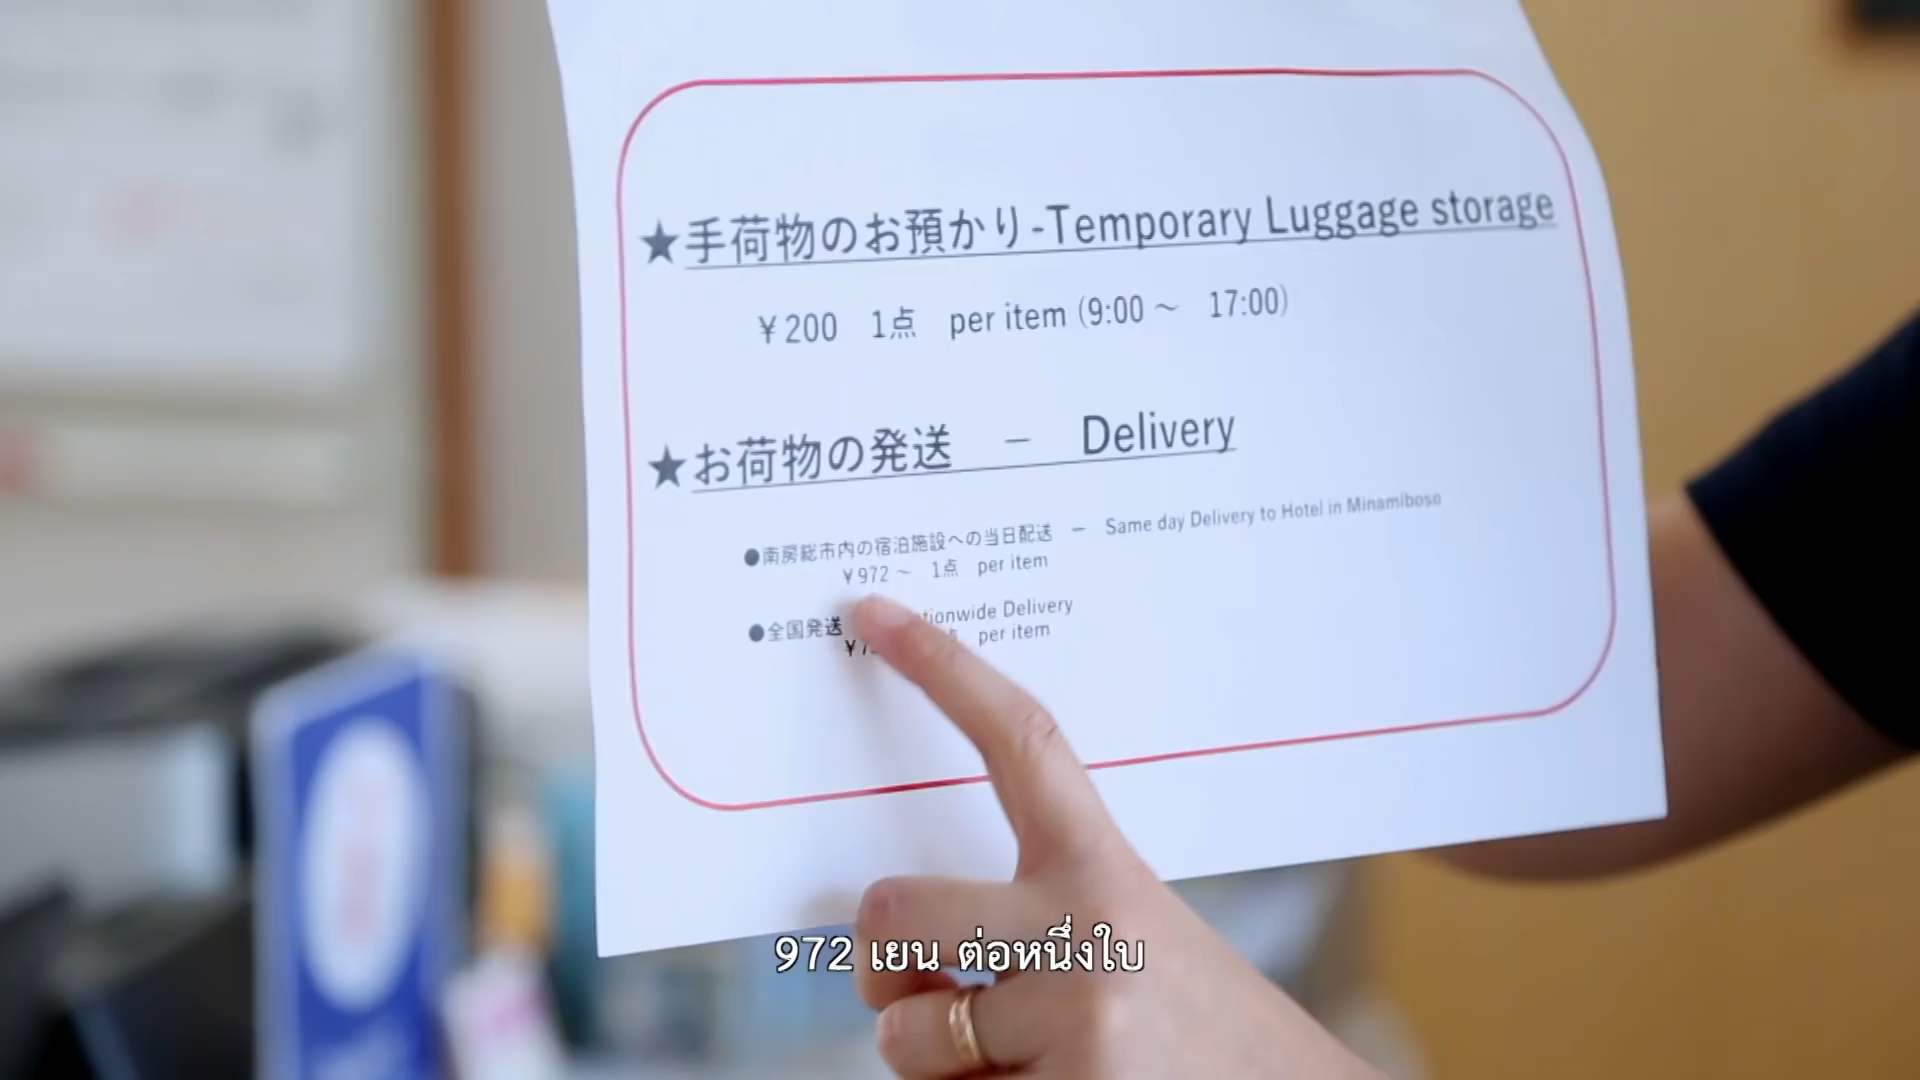 ★手荷物のお預かり-Temporary Luggage storage
￥200 1点 per item (9:00 ～ 17:00)
★お荷物の発送 － Delivery
●南房総市内の宿泊施設への当日配送 － Same day Delivery to Hotel in Minamiboso
￥972 ～ 1点 per item
●全国発送 Delivery
per item
972 เยน ต่อหนึ่งใบ